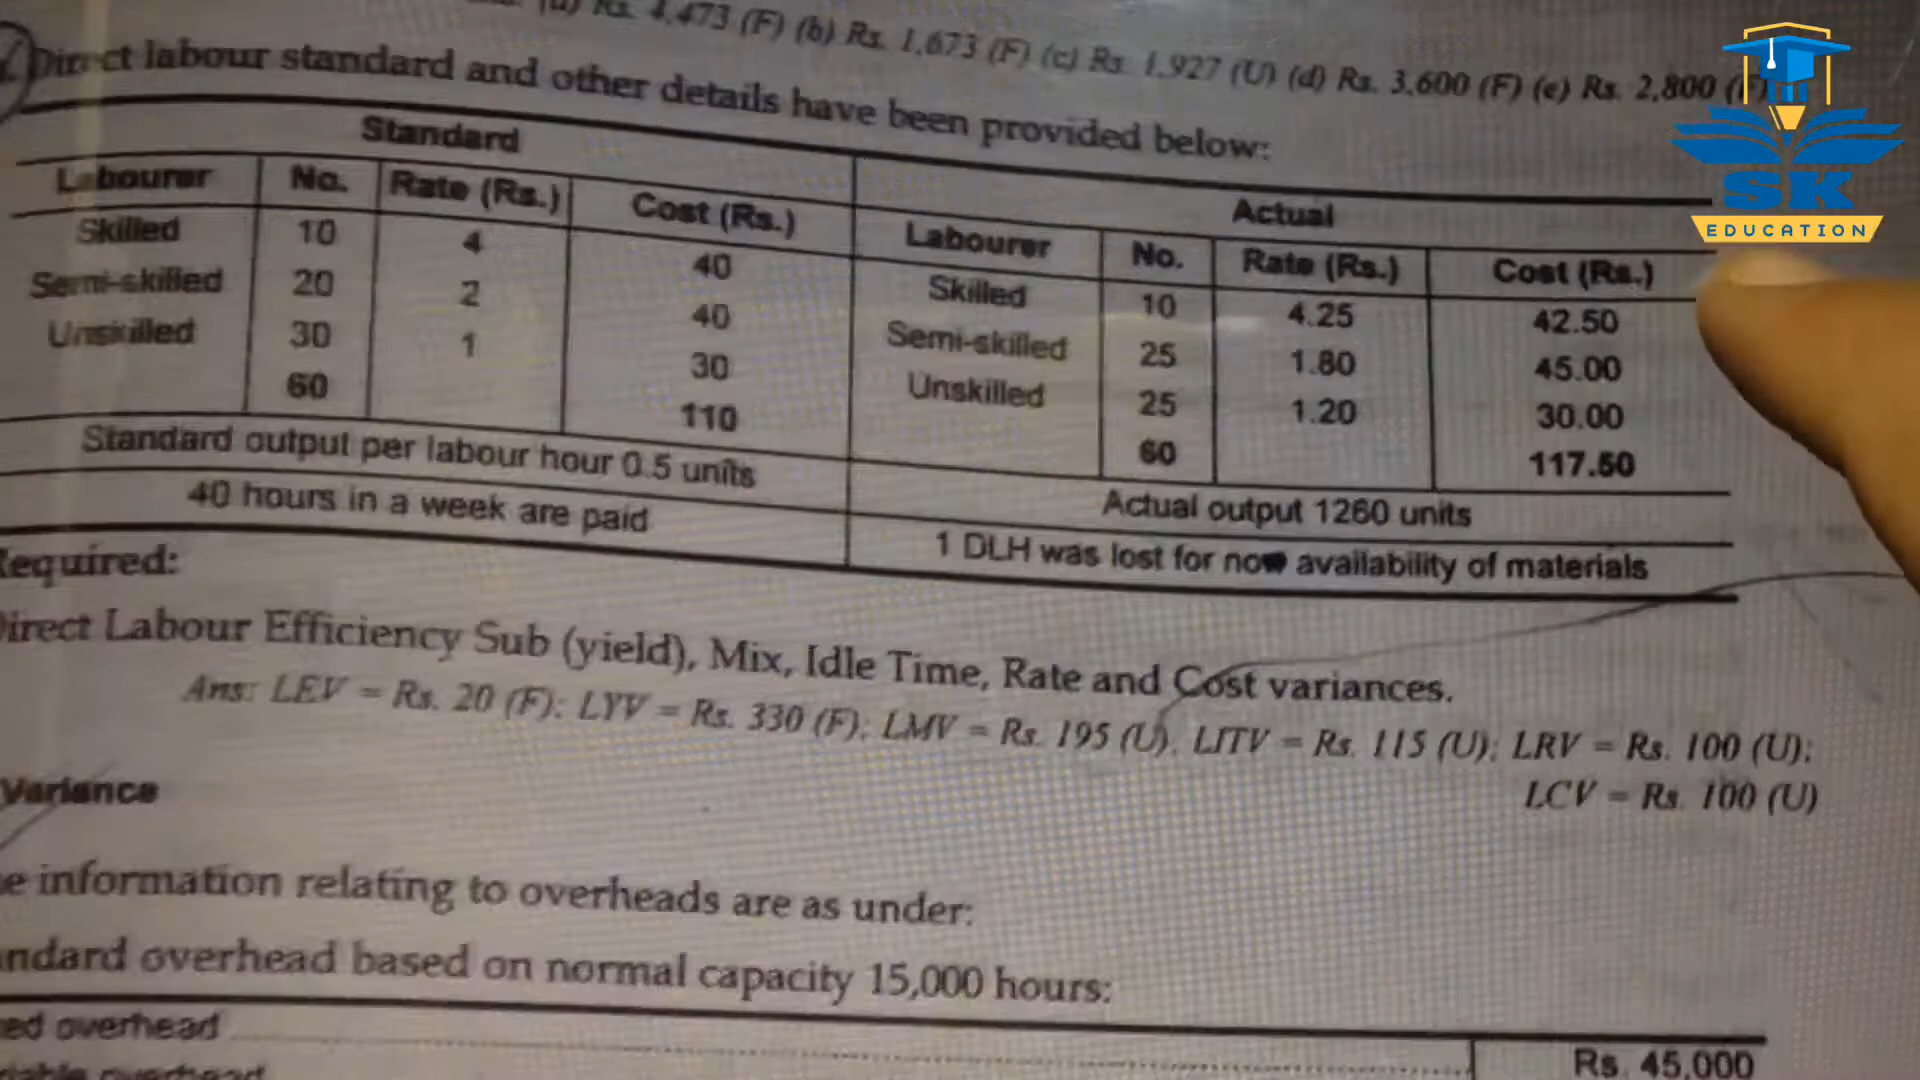 (a) Rs. 4,473 (F) (b) Rs. 1,673 (F) (c) Rs. 1,927 (U) (d) Rs. 3,600 (F) (e) Rs. 2,800 (F)
Direct labour standard and other details have been provided below:
Standard Actual
Labourer No. Rate (Rs.) Cost (Rs.) Labourer No. Rate (Rs.) Cost (Rs.)
Skilled 10 4 40 Skilled 10 4.25 42.50
Semi-skilled 20 2 40 Semi-skilled 25 1.80 45.00
Unskilled 30 1 30 Unskilled 25 1.20 30.00
60 110 60 117.50
Standard output per labour hour 0.5 units Actual output 1260 units
40 hours in a week are paid 1 DLH was lost for now availability of materials
Required:
Direct Labour Efficiency Sub (yield), Mix, Idle Time, Rate and Cost variances.
Ans: LEV = Rs. 20 (F); LYV = Rs. 330 (F); LMV = Rs. 195 (U), LITV = Rs. 115 (U); LRV = Rs. 100 (U);
LCV = Rs. 100 (U)
Variance
e information relating to overheads are as under:
ndard overhead based on normal capacity 15,000 hours:
ed overhead Rs. 45,000
overhead
SK
EDUCATION